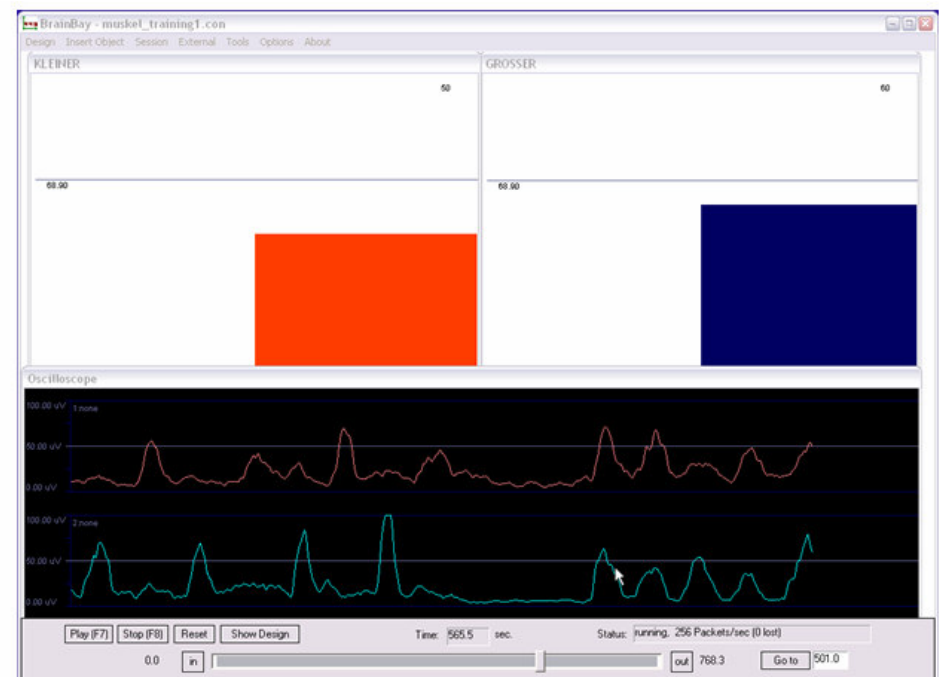 BrainBay - muskel_training1.con
Design Insert Object Session External Tools Options About
KLEINER
GROSSER
50
60
68.90
68.90
Oscilloscope
100.00 uV
1:none
50.00 uV
0.00 uV
100.00 uV
2:none
50.00 uV
0.00 uV
Play (F7) Stop (F8) Reset Show Design Time: 565.5 sec. Status: running, 256 Packets/sec (0 lost)
0.0 in out 768.3 Go to 501.0